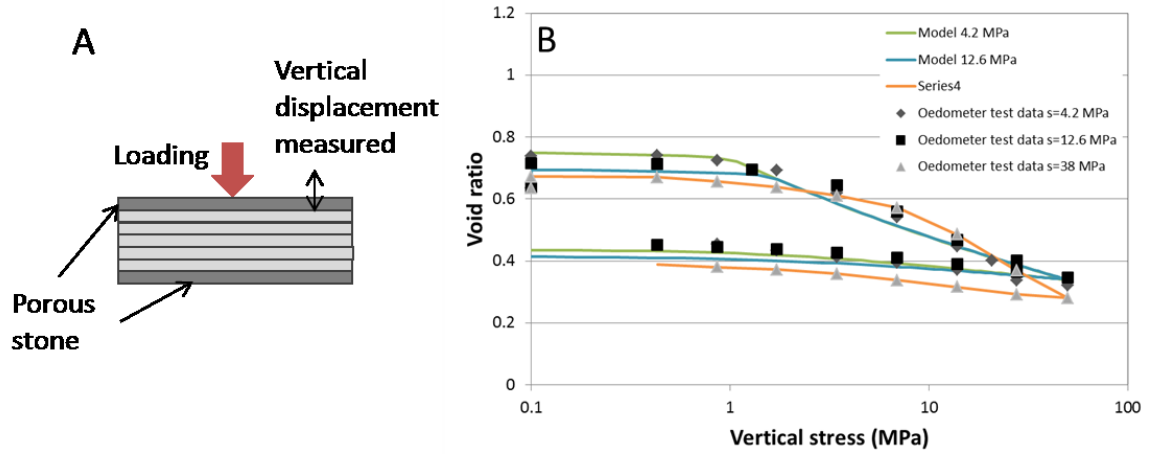 A
Vertical
displacement
measured
Loading
Porous
stone
B
Void ratio
1.2
1
0.8
0.6
0.4
0.2
0
0.1
1
10
100
Vertical stress (MPa)
Model 4.2 MPa
Model 12.6 MPa
Series4
Oedometer test data s=4.2 MPa
Oedometer test data s=12.6 MPa
Oedometer test data s=38 MPa